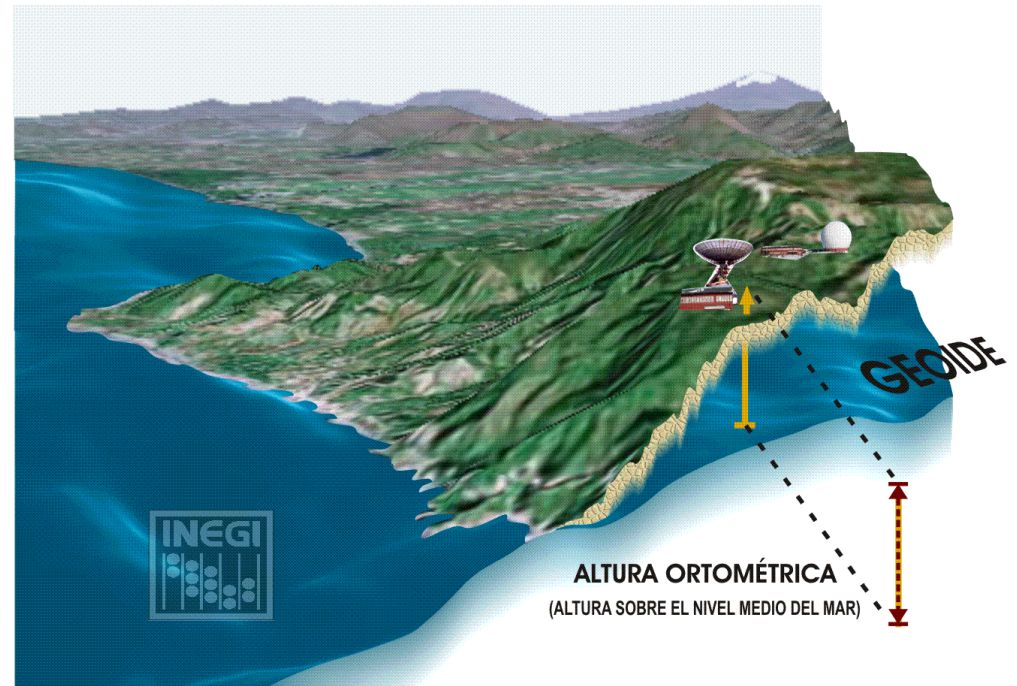 GEOIDE
INEGI
ALTURA ORTOMÉTRICA
(ALTURA SOBRE EL NIVEL MEDIO DEL MAR)